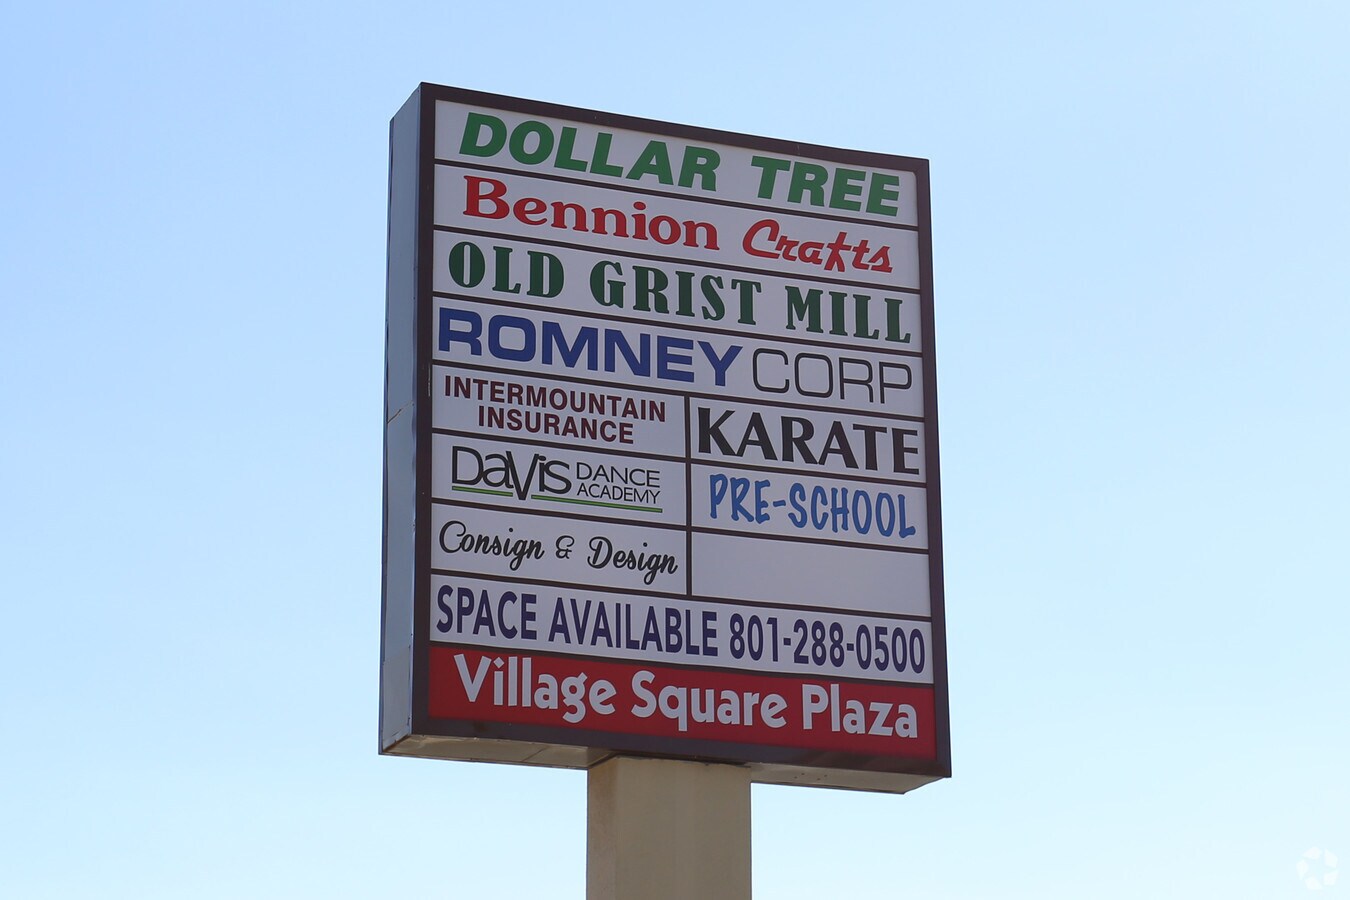 DOLLAR TREE
Bennion Crafts
OLD GRIST MILL
ROMNEY CORP
INTERMOUNTAIN
INSURANCE
KARATE
DaVis DANCE
ACADEMY
PRE-SCHOOL
Consign & Design
SPACE AVAILABLE 801-288-0500
Village Square Plaza